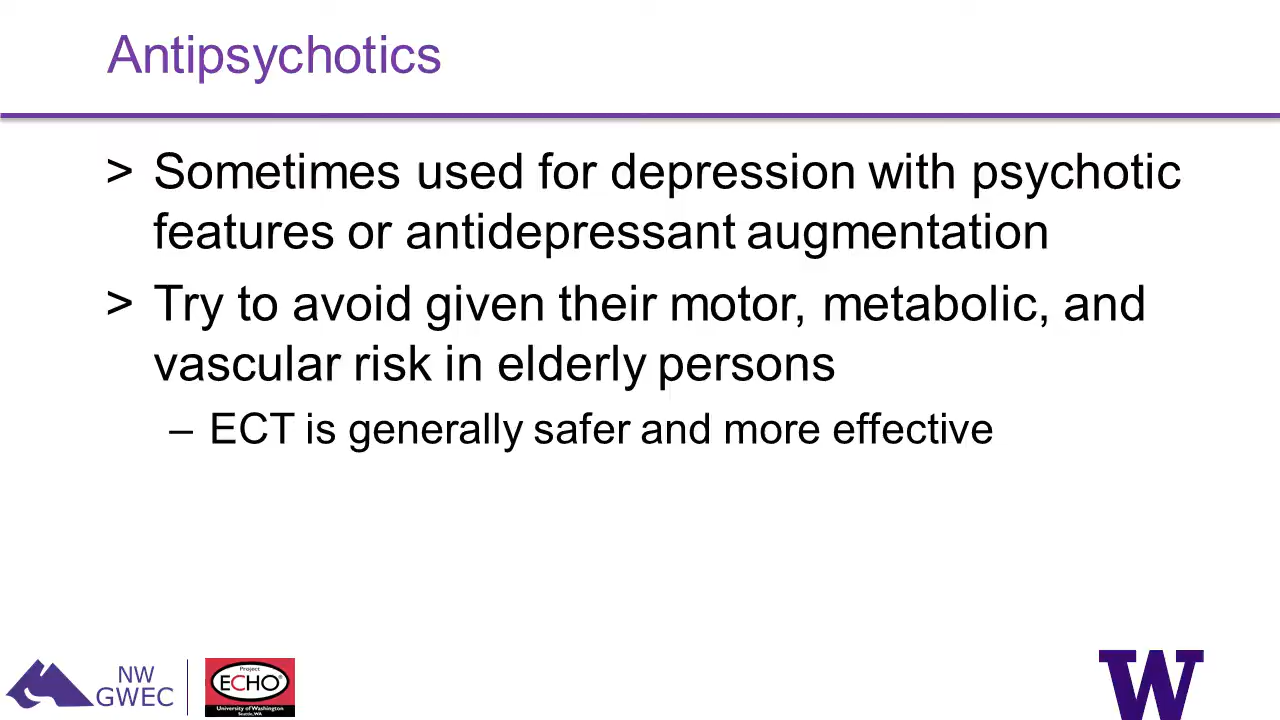 Antipsychotics
> Sometimes used for depression with psychotic
features or antidepressant augmentation
> Try to avoid given their motor, metabolic, and
vascular risk in elderly persons
– ECT is generally safer and more effective
NW
GWEC
Project
ECHO
University of Washington
Seattle, WA
W